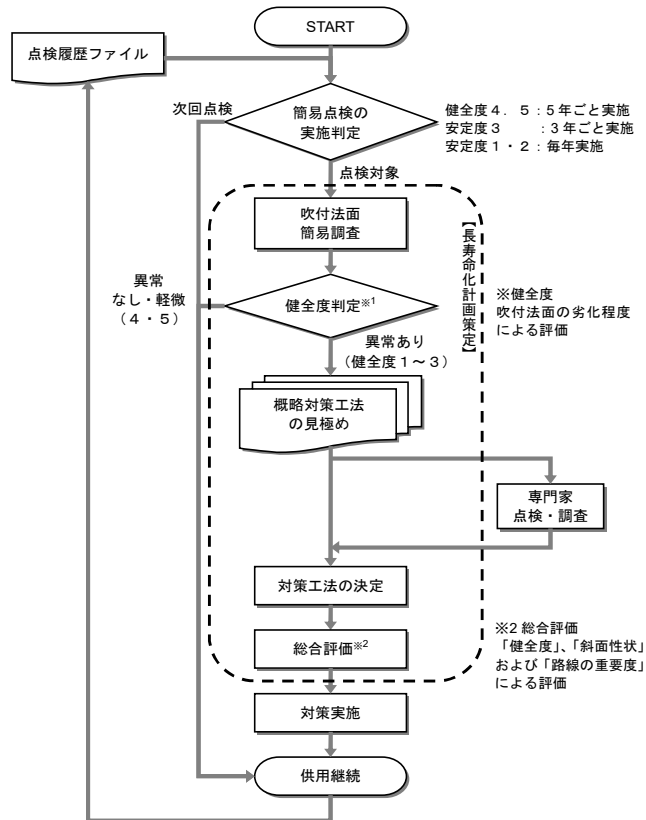 START
点検履歴ファイル
次回点検
簡易点検の
実施判定
健全度４．５：５年ごと実施
安定度３　　　：３年ごと実施
安定度１・２：毎年実施
点検対象
吹付法面
簡易調査
【長寿命化計画策定】
異常
なし・軽微
（４・５）
健全度判定※1
※健全度
吹付法面の劣化程度
による評価
異常あり
（健全度１～３）
概略対策工法
の見極め
専門家
点検・調査
対策工法の決定
総合評価※2
※2 総合評価
「健全度」、「斜面性状」
および「路線の重要度」
による評価
対策実施
供用継続